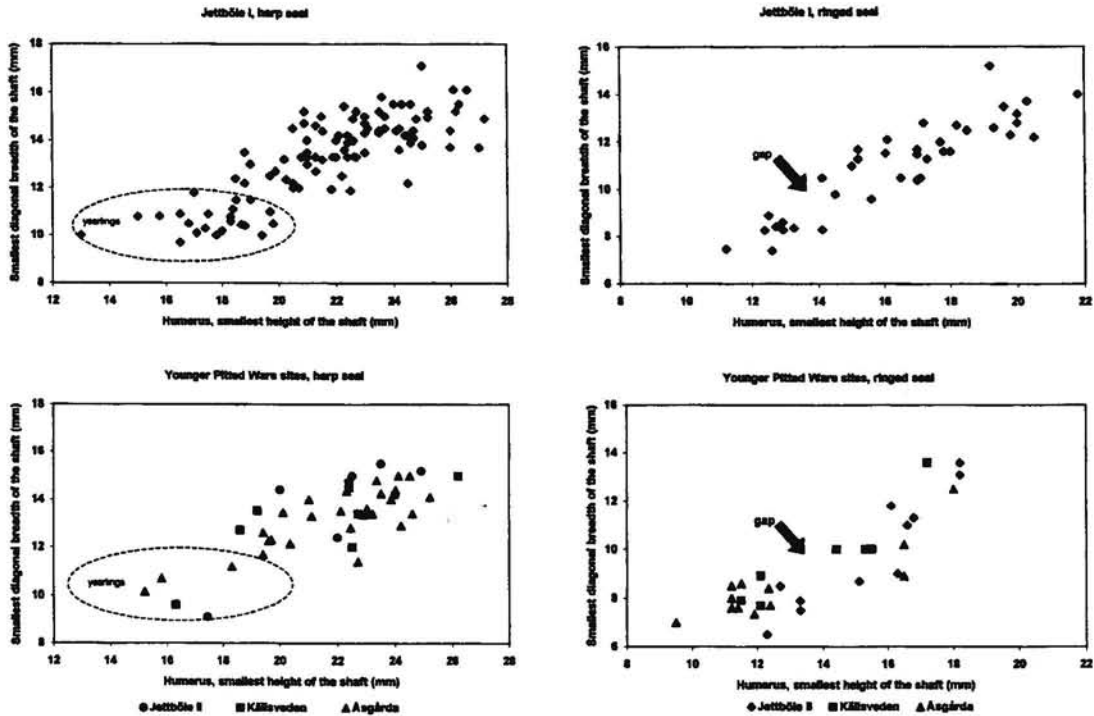 Jettböle I, harp seal
Smallest diagonal breadth of the shaft (mm)
18
16
14
12
10
8
yearlings
12 14 16 18 20 22 24 26 28
Humerus, smallest height of the shaft (mm)
Jettböle I, ringed seal
Smallest diagonal breadth of the shaft (mm)
16
14
12
10
8
6
gap
8 10 12 14 16 18 20 22
Humerus, smallest height of the shaft (mm)
Younger Pitted Ware sites, harp seal
Smallest diagonal breadth of the shaft (mm)
18
16
14
12
10
8
yearlings
12 14 16 18 20 22 24 26 28
Humerus, smallest height of the shaft (mm)
Jettböle II Källsveden Åsgårda
Younger Pitted Ware sites, ringed seal
Smallest diagonal breadth of the shaft (mm)
16
14
12
10
8
6
gap
8 10 12 14 16 18 20 22
Humerus, smallest height of the shaft (mm)
Jettböle II Källsveden Åsgårda